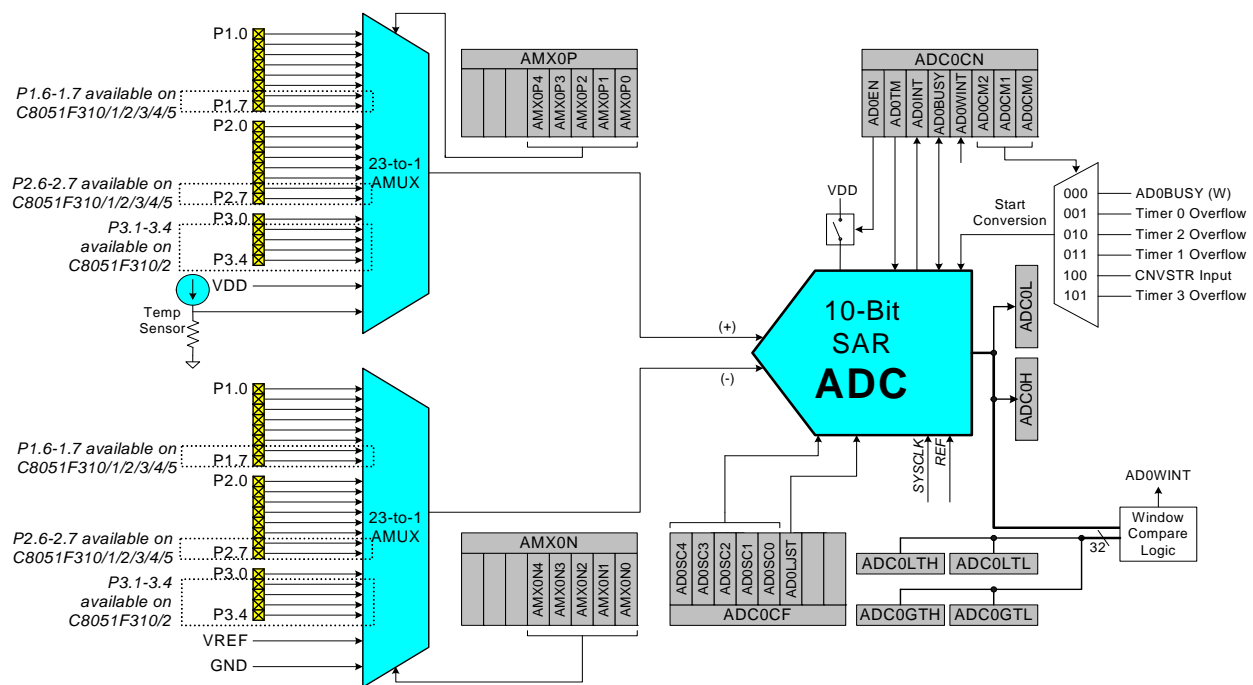 P1.0
P1.6-1.7 available on
C8051F310/1/2/3/4/5
P1.7
P2.0
P2.6-2.7 available on
C8051F310/1/2/3/4/5
P2.7
P3.0
P3.1-3.4
available on
C8051F310/2
P3.4
VDD
Temp
Sensor
23-to-1
AMUX
AMX0P
AMX0P4
AMX0P3
AMX0P2
AMX0P1
AMX0P0
ADC0CN
AD0EN
AD0TM
AD0INT
AD0BUSY
AD0WINT
AD0CM2
AD0CM1
AD0CM0
VDD
Start
Conversion
000
AD0BUSY (W)
001
Timer 0 Overflow
010
Timer 2 Overflow
011
Timer 1 Overflow
100
CNVSTR Input
101
Timer 3 Overflow
(+)
(-)
10-Bit
SAR
ADC
ADC0L
ADC0H
SYSCLK
REF
P1.0
P1.6-1.7 available on
C8051F310/1/2/3/4/5
P1.7
P2.0
P2.6-2.7 available on
C8051F310/1/2/3/4/5
P2.7
P3.0
P3.1-3.4
available on
C8051F310/2
P3.4
VREF
GND
23-to-1
AMUX
AMX0N
AMX0N4
AMX0N3
AMX0N2
AMX0N1
AMX0N0
AD0SC4
AD0SC3
AD0SC2
AD0SC1
AD0SC0
AD0LJST
ADC0CF
AD0WINT
Window
Compare
Logic
32
ADC0LTH
ADC0LTL
ADC0GTH
ADC0GTL